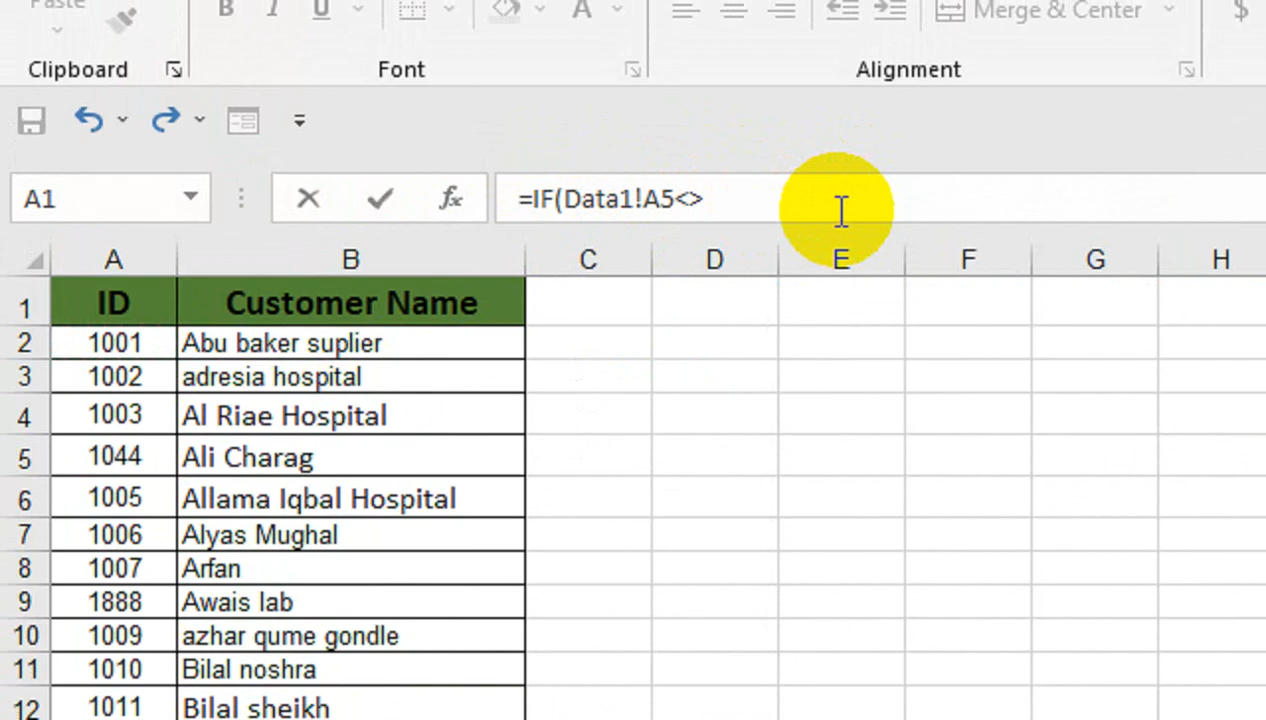 Paste B I U A Merge & Center $
Clipboard Font Alignment
A1 fx =IF(Data1!A5<>
A B C D E F G H
1 ID Customer Name
2 1001 Abu baker suplier
3 1002 adresia hospital
4 1003 Al Riae Hospital
5 1044 Ali Charag
6 1005 Allama Iqbal Hospital
7 1006 Alyas Mughal
8 1007 Arfan
9 1888 Awais lab
10 1009 azhar qume gondle
11 1010 Bilal noshra
12 1011 Bilal sheikh